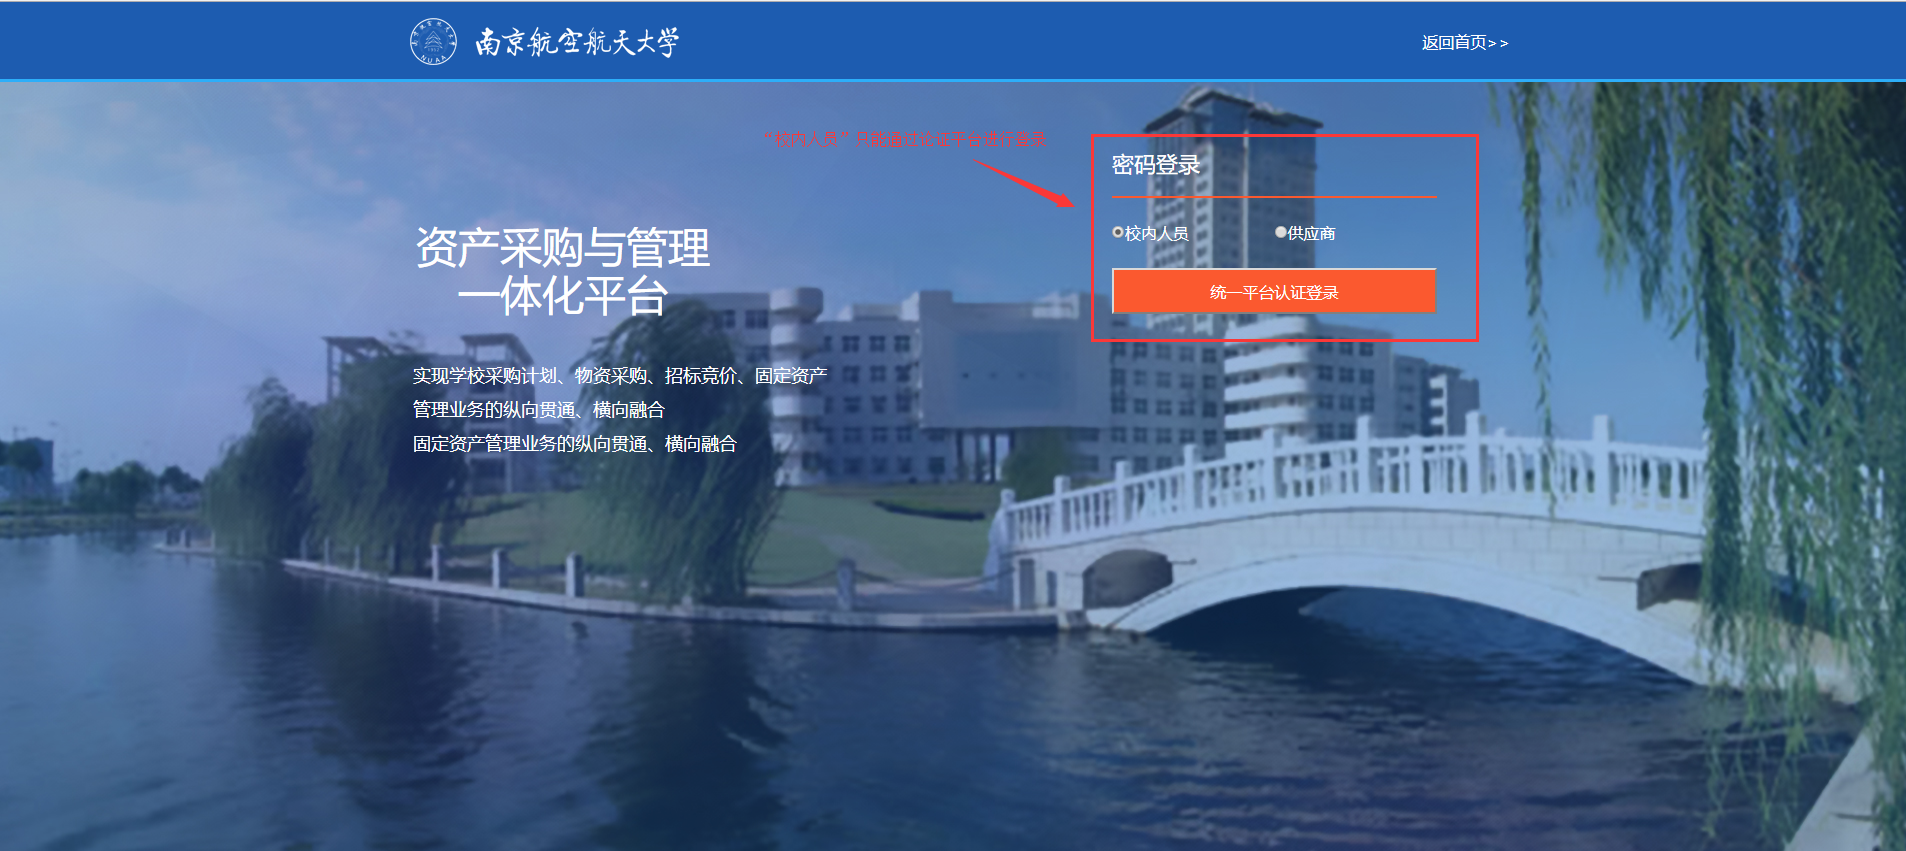 南京航空航天大学
NUAA
返回首页>>
密码登录
校内人员 供应商
统一平台认证登录
资产采购与管理
一体化平台
实现学校采购计划、物资采购、招标竞价、固定资产
管理业务的纵向贯通、横向融合
固定资产管理业务的纵向贯通、横向融合